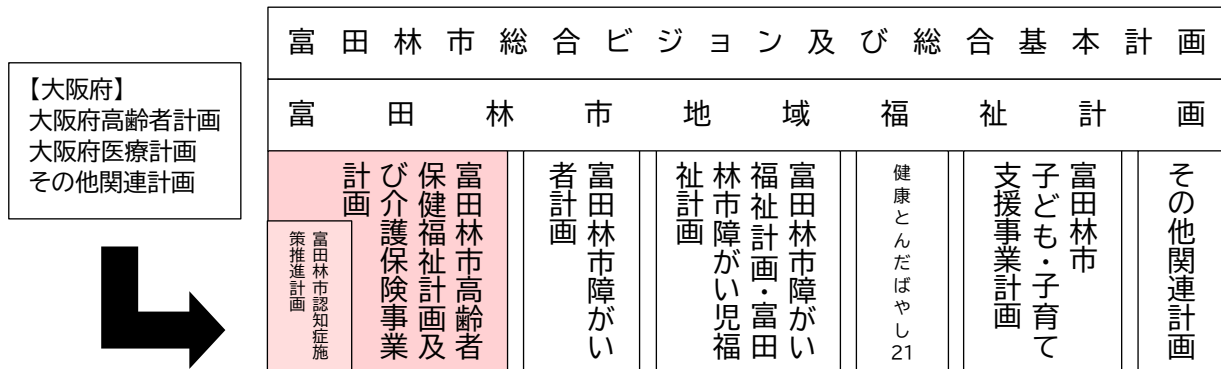 富田林市総合ビジョン及び総合基本計画
富田林市地域福祉計画
【大阪府】
大阪府高齢者計画
大阪府医療計画
その他関連計画
富田林市高齢者
保健福祉計画及
び介護保険事業
計画
富田林市認知症施
策推進計画
富田林市障がい
者計画
富田林市障がい
福祉計画・富田
林市障がい児福
祉計画
健康とんだばやし21
富田林市
子ども・子育て
支援事業計画
その他関連計画